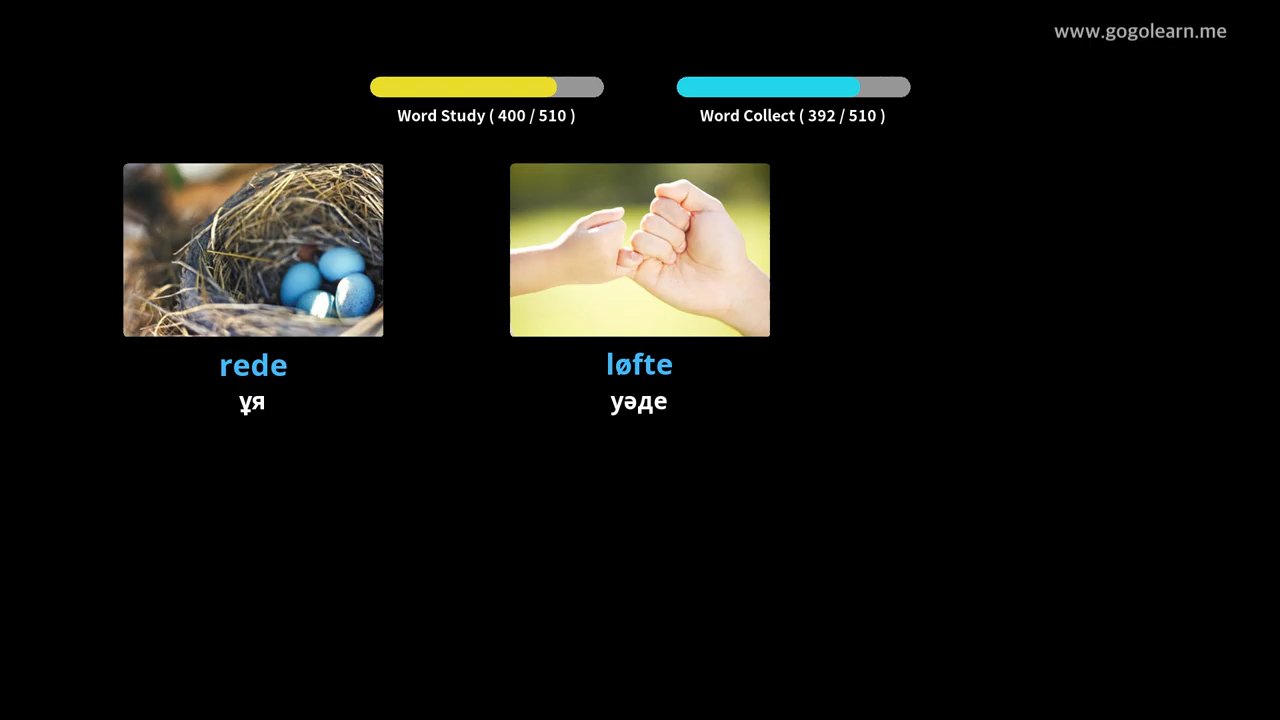 www.gogolearn.me
Word Study ( 400 / 510 )
Word Collect ( 392 / 510 )
rede
ұя
løfte
уәде